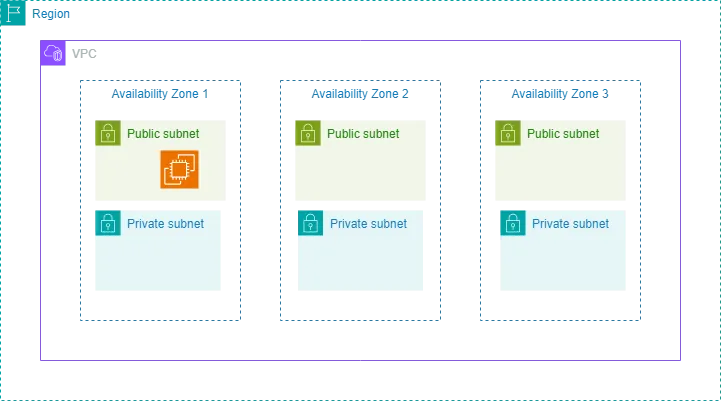 Region
VPC
Availability Zone 1
Availability Zone 2
Availability Zone 3
Public subnet
Public subnet
Public subnet
Private subnet
Private subnet
Private subnet